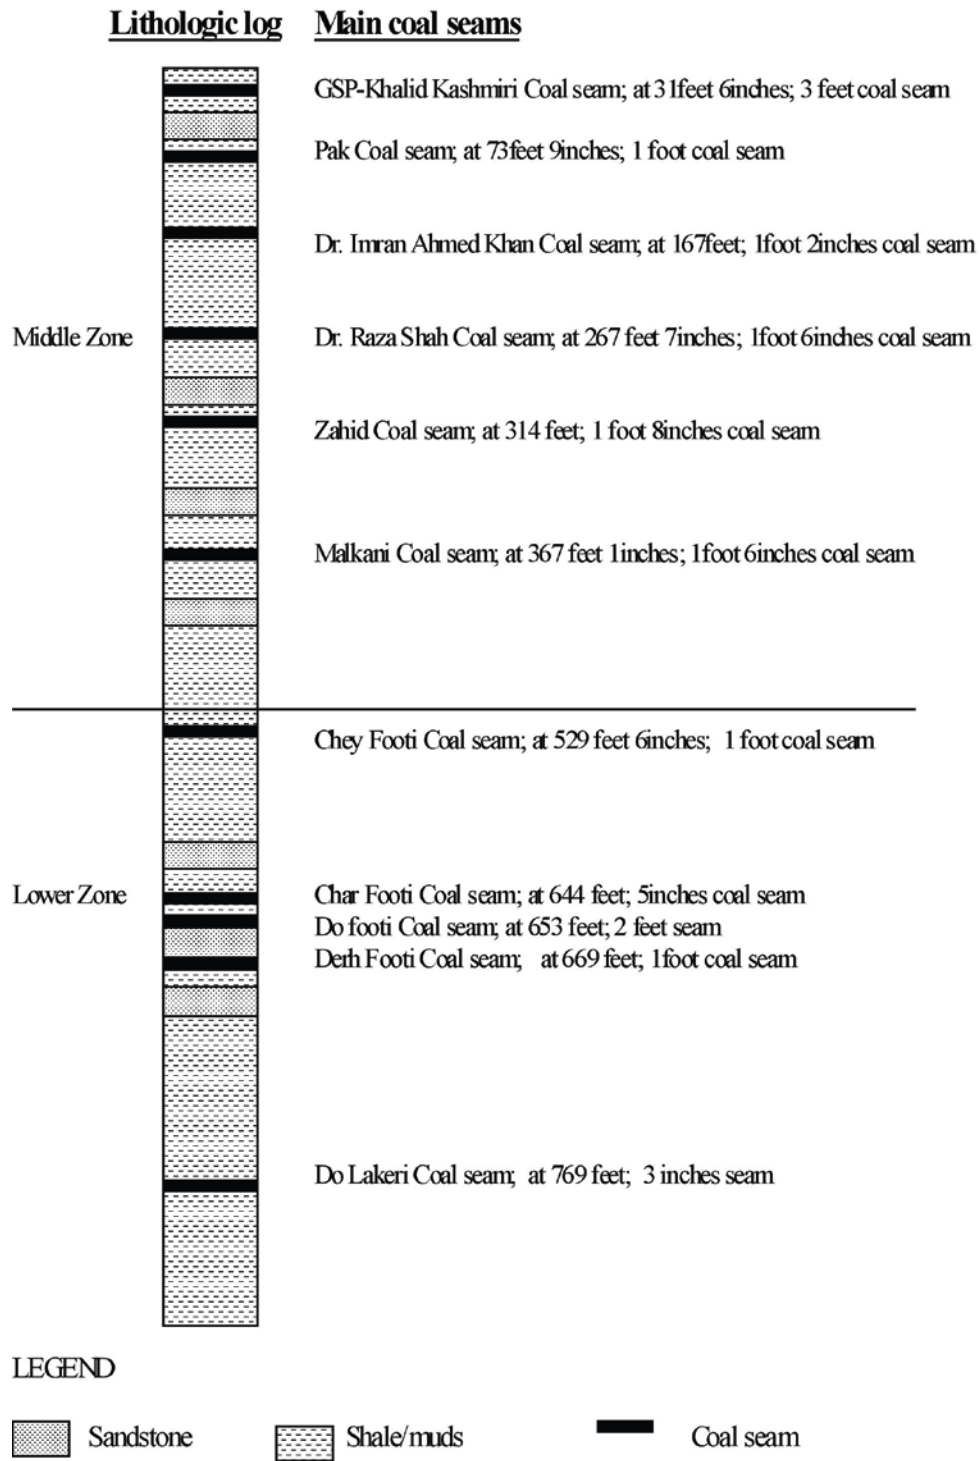 Lithologic log Main coal seams
GSP-Khalid Kashmiri Coal seam; at 31feet 6inches; 3 feet coal seam
Pak Coal seam; at 73feet 9inches; 1 foot coal seam
Dr. Imran Ahmed Khan Coal seam; at 167feet; 1foot 2inches coal seam
Middle Zone Dr. Raza Shah Coal seam; at 267 feet 7inches; 1foot 6inches coal seam
Zahid Coal seam; at 314 feet; 1 foot 8inches coal seam
Malkani Coal seam; at 367 feet 1inches; 1foot 6inches coal seam
Chey Footi Coal seam; at 529 feet 6inches; 1 foot coal seam
Lower Zone Char Footi Coal seam; at 644 feet; 5inches coal seam
Do footi Coal seam; at 653 feet; 2 feet seam
Derh Footi Coal seam; at 669 feet; 1foot coal seam
Do Lakeri Coal seam; at 769 feet; 3 inches seam
LEGEND
Sandstone Shale/muds Coal seam